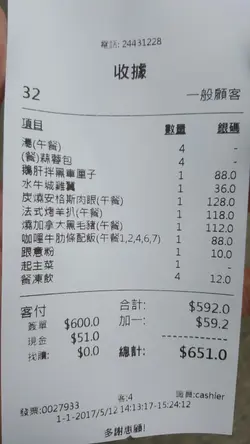 電話: 24431228
收據
32 一般顧客
項目 數量 銀碼
湯(午餐) 4 -
(餐)蒜蓉包 4 -
鵝肝拌黑車厘子 1 88.0
水牛城雞翼 1 36.0
炭燒安格斯肉眼(午餐) 1 128.0
法式烤羊扒(午餐) 1 118.0
燒加拿大黑毛豬(午餐) 1 112.0
咖喱牛肋條配飯(午餐1,2,4,6,7) 1 88.0
跟意粉 1 10.0
起主菜 1 -
餐凍飲 4 12.0
客付 合計: $592.0
簽單 $600.0 加一: $59.2
現金 $51.0
找續: $0.0 總計: $651.0
發票:0027933 客:4 cashier
1-1-2017/5/12 14:13:17-15:24:12
多謝惠顧!